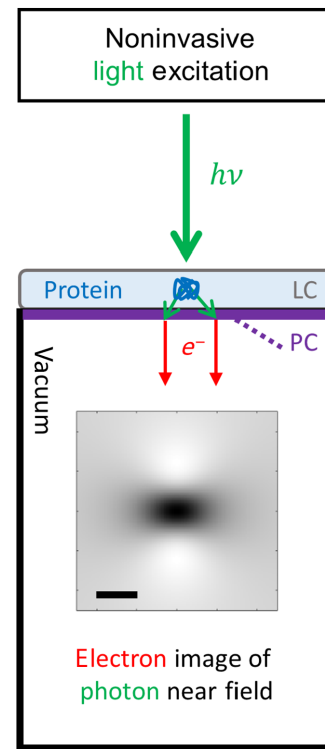 Noninvasive
light excitation
hν
Protein
LC
e⁻
PC
Vacuum
Electron image of
photon near field